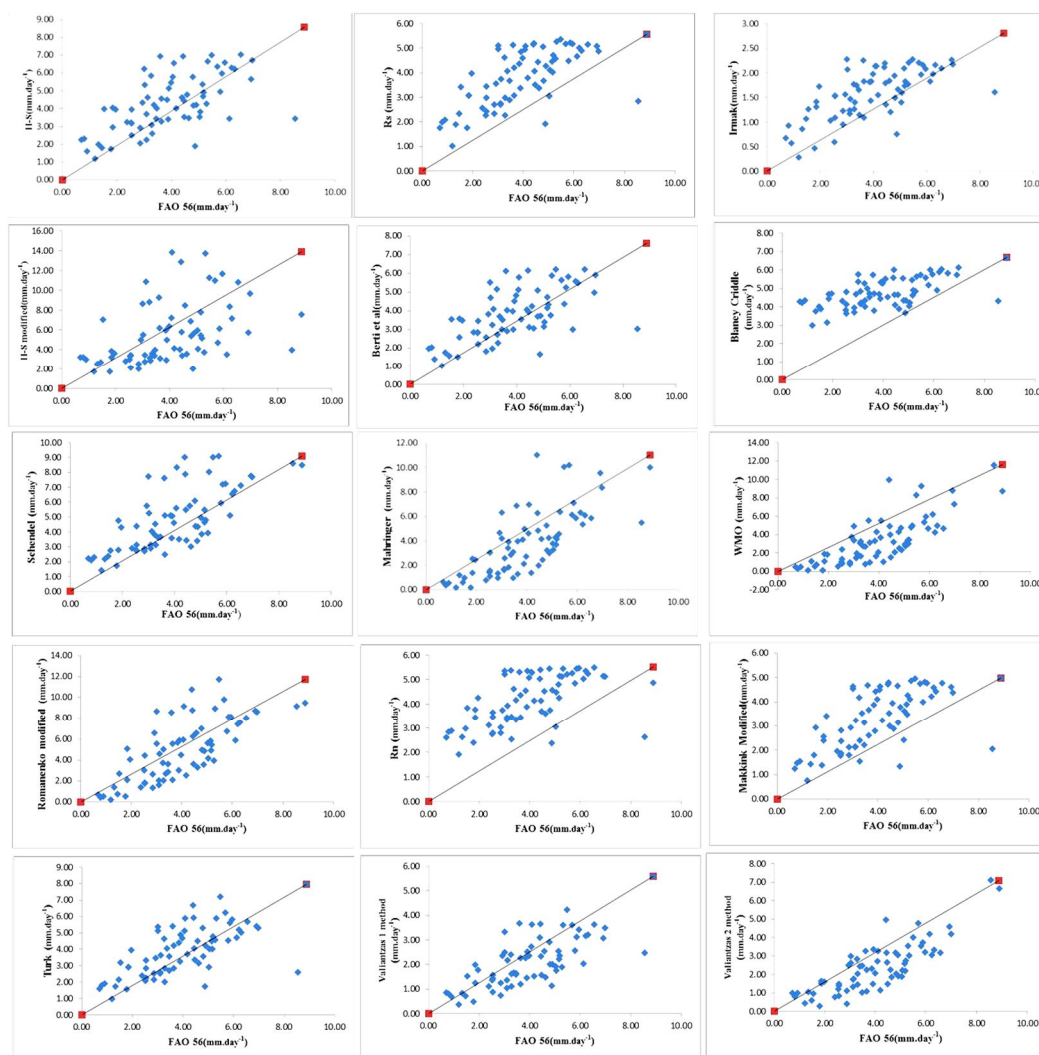 9.00
8.00
7.00
6.00
5.00
4.00
3.00
2.00
1.00
0.00
H-S(mm.day-1)
0.00 2.00 4.00 6.00 8.00 10.00
FAO 56(mm.day-1)
6.00
5.00
4.00
3.00
2.00
1.00
0.00
Rs (mm.day-1)
0.00 2.00 4.00 6.00 8.00 10.00
FAO 56(mm.day-1)
3.00
2.50
2.00
1.50
1.00
0.50
0.00
Irmak(mm.day-1)
0.00 2.00 4.00 6.00 8.00 10.00
FAO 56(mm.day-1)
16.00
14.00
12.00
10.00
8.00
6.00
4.00
2.00
0.00
H-S modified(mm.day-1)
0.00 2.00 4.00 6.00 8.00 10.00
FAO 56(mm.day-1)
8.00
7.00
6.00
5.00
4.00
3.00
2.00
1.00
0.00
Berti et al(mm.day-1)
0.00 2.00 4.00 6.00 8.00 10.00
FAO 56(mm.day-1)
8.00
7.00
6.00
5.00
4.00
3.00
2.00
1.00
0.00
Blaney Criddle
(mm.day-1)
0.00 2.00 4.00 6.00 8.00 10.00
FAO 56(mm.day-1)
10.00
9.00
8.00
7.00
6.00
5.00
4.00
3.00
2.00
1.00
0.00
Schendel (mm.day-1)
0.00 2.00 4.00 6.00 8.00 10.00
FAO 56(mm.day-1)
12.00
10.00
8.00
6.00
4.00
2.00
0.00
Mahringer (mm.day-1)
0.00 2.00 4.00 6.00 8.00 10.00
FAO 56(mm.day-1)
14.00
12.00
10.00
8.00
6.00
4.00
2.00
0.00
-2.00
WMO (mm.day-1)
0.00 2.00 4.00 6.00 8.00 10.00
FAO 56(mm.day-1)
14.00
12.00
10.00
8.00
6.00
4.00
2.00
0.00
Romanenko modified (mm.day-1)
0.00 2.00 4.00 6.00 8.00 10.00
FAO 56(mm.day-1)
6.00
5.00
4.00
3.00
2.00
1.00
0.00
Rn (mm.day-1)
0.00 2.00 4.00 6.00 8.00 10.00
FAO 56(mm.day-1)
6.00
5.00
4.00
3.00
2.00
1.00
0.00
Makkink Modified(mm.day-1)
0.00 2.00 4.00 6.00 8.00 10.00
FAO 56(mm.day-1)
9.00
8.00
7.00
6.00
5.00
4.00
3.00
2.00
1.00
0.00
Turk (mm.day-1)
0.00 2.00 4.00 6.00 8.00 10.00
FAO 56(mm.day-1)
6.00
5.00
4.00
3.00
2.00
1.00
0.00
Valiantzas 1 method
(mm.day-1)
0.00 2.00 4.00 6.00 8.00 10.00
FAO 56(mm.day-1)
8.00
7.00
6.00
5.00
4.00
3.00
2.00
1.00
0.00
Valiantzas 2 method
(mm.day-1)
0.00 2.00 4.00 6.00 8.00 10.00
FAO 56(mm.day-1)